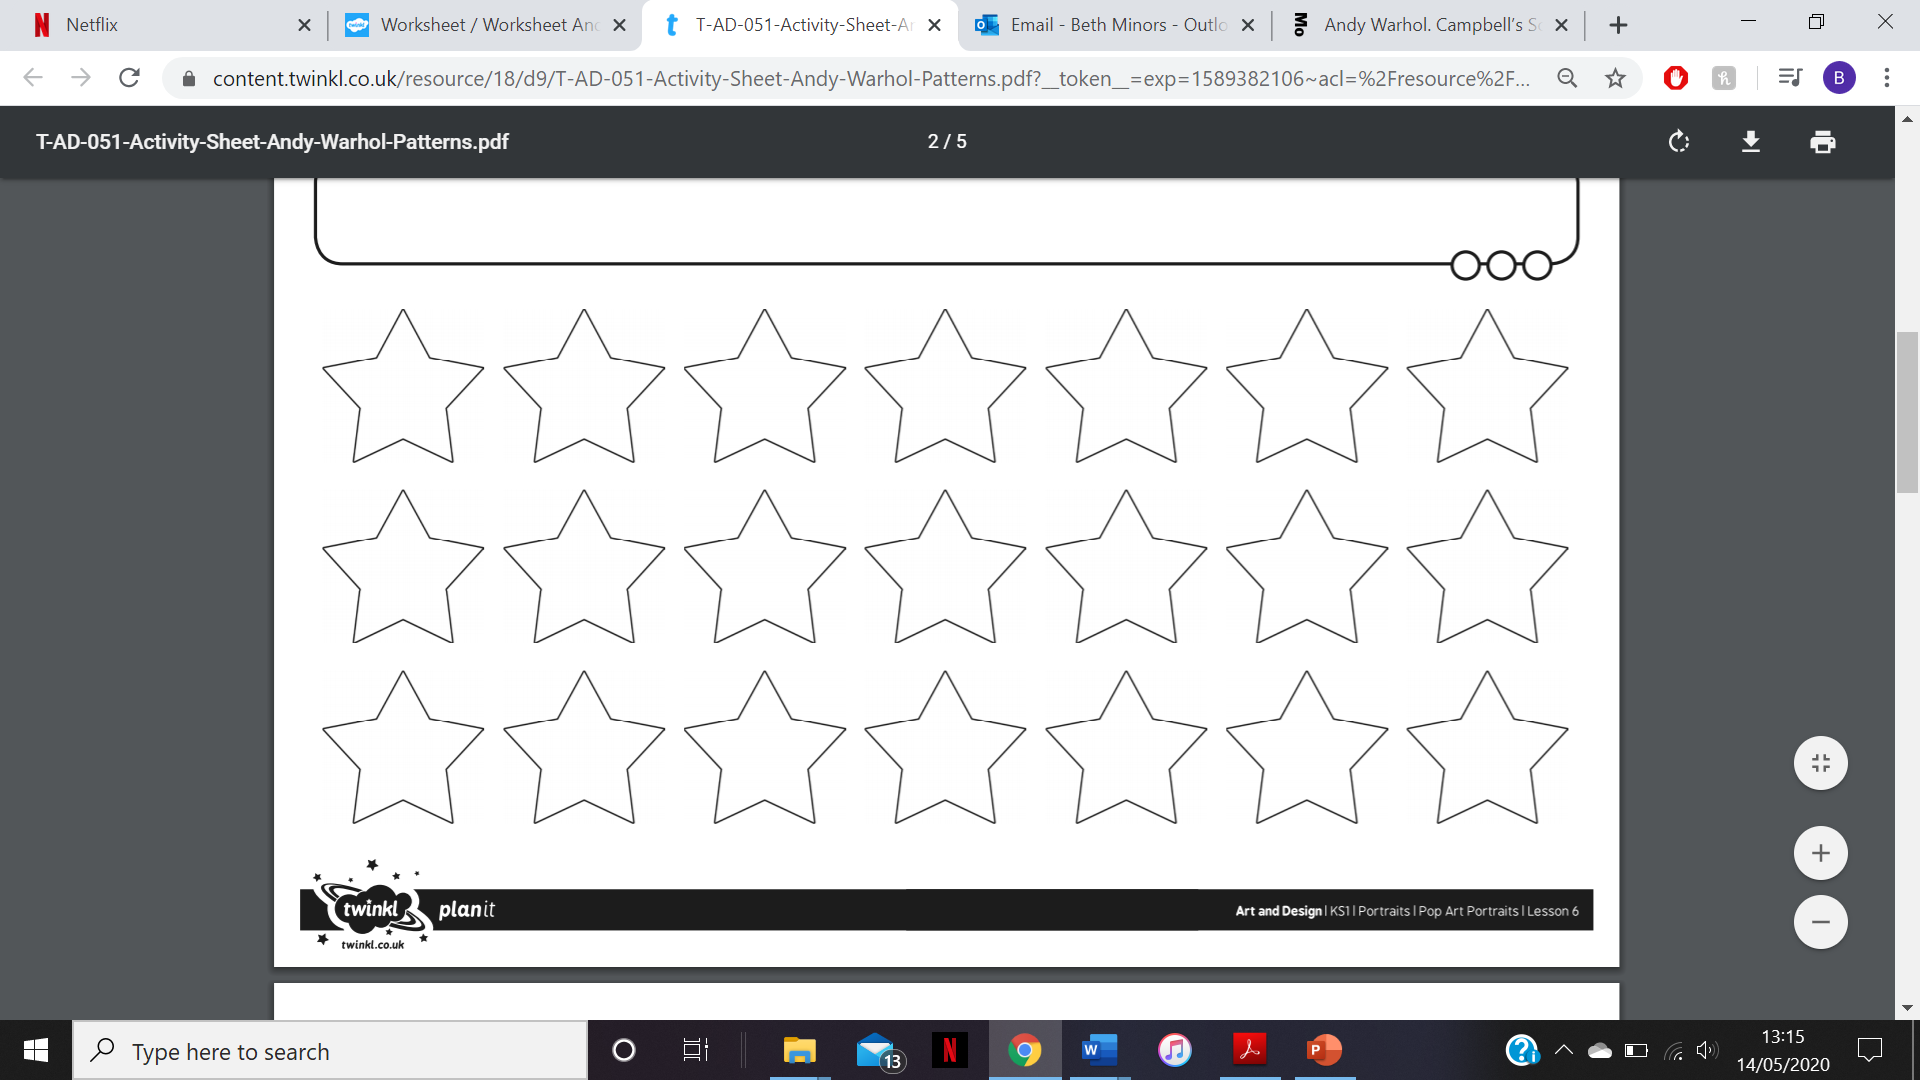 Netflix
Worksheet / Worksheet And
T-AD-051-Activity-Sheet-An
Email - Beth Minors - Outlo
Andy Warhol. Campbell's So
content.twinkl.co.uk/resource/18/d9/T-AD-051-Activity-Sheet-Andy-Warhol-Patterns.pdf?__token__=exp=1589382106~acl=%2Fresource%2F...
B
T-AD-051-Activity-Sheet-Andy-Warhol-Patterns.pdf
2 / 5
twinkl
planit
twinkl.co.uk
Art and Design | KS1 | Portraits | Pop Art Portraits | Lesson 6
Type here to search
13
13:15
14/05/2020